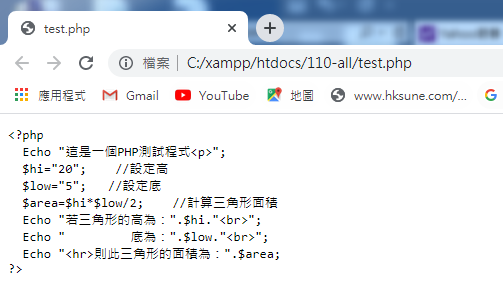 test.php
檔案 | C:/xampp/htdocs/110-all/test.php
應用程式 Gmail YouTube 地圖 www.hksune.com/...
<?php
Echo "這是一個PHP測試程式<p>";
$hi="20"; //設定高
$low="5"; //設定底
$area=$hi*$low/2; //計算三角形面積
Echo "若三角形的高為：".$hi."<br>";
Echo "          底為：".$low."<br>";
Echo "<hr>則此三角形的面積為：".$area;
?>